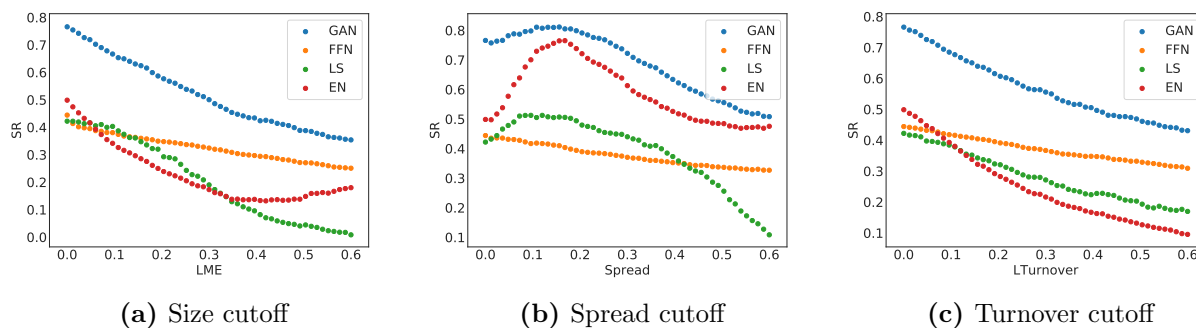 0.8
0.7
0.6
0.5
0.4
0.3
0.2
0.1
0.0
SR
0.0 0.1 0.2 0.3 0.4 0.5 0.6
LME
GAN
FFN
LS
EN
(a) Size cutoff
0.8
0.7
0.6
0.5
0.4
0.3
0.2
0.1
SR
0.0 0.1 0.2 0.3 0.4 0.5 0.6
Spread
GAN
FFN
LS
EN
(b) Spread cutoff
0.8
0.7
0.6
0.5
0.4
0.3
0.2
0.1
SR
0.0 0.1 0.2 0.3 0.4 0.5 0.6
LTurnover
GAN
FFN
LS
EN
(c) Turnover cutoff